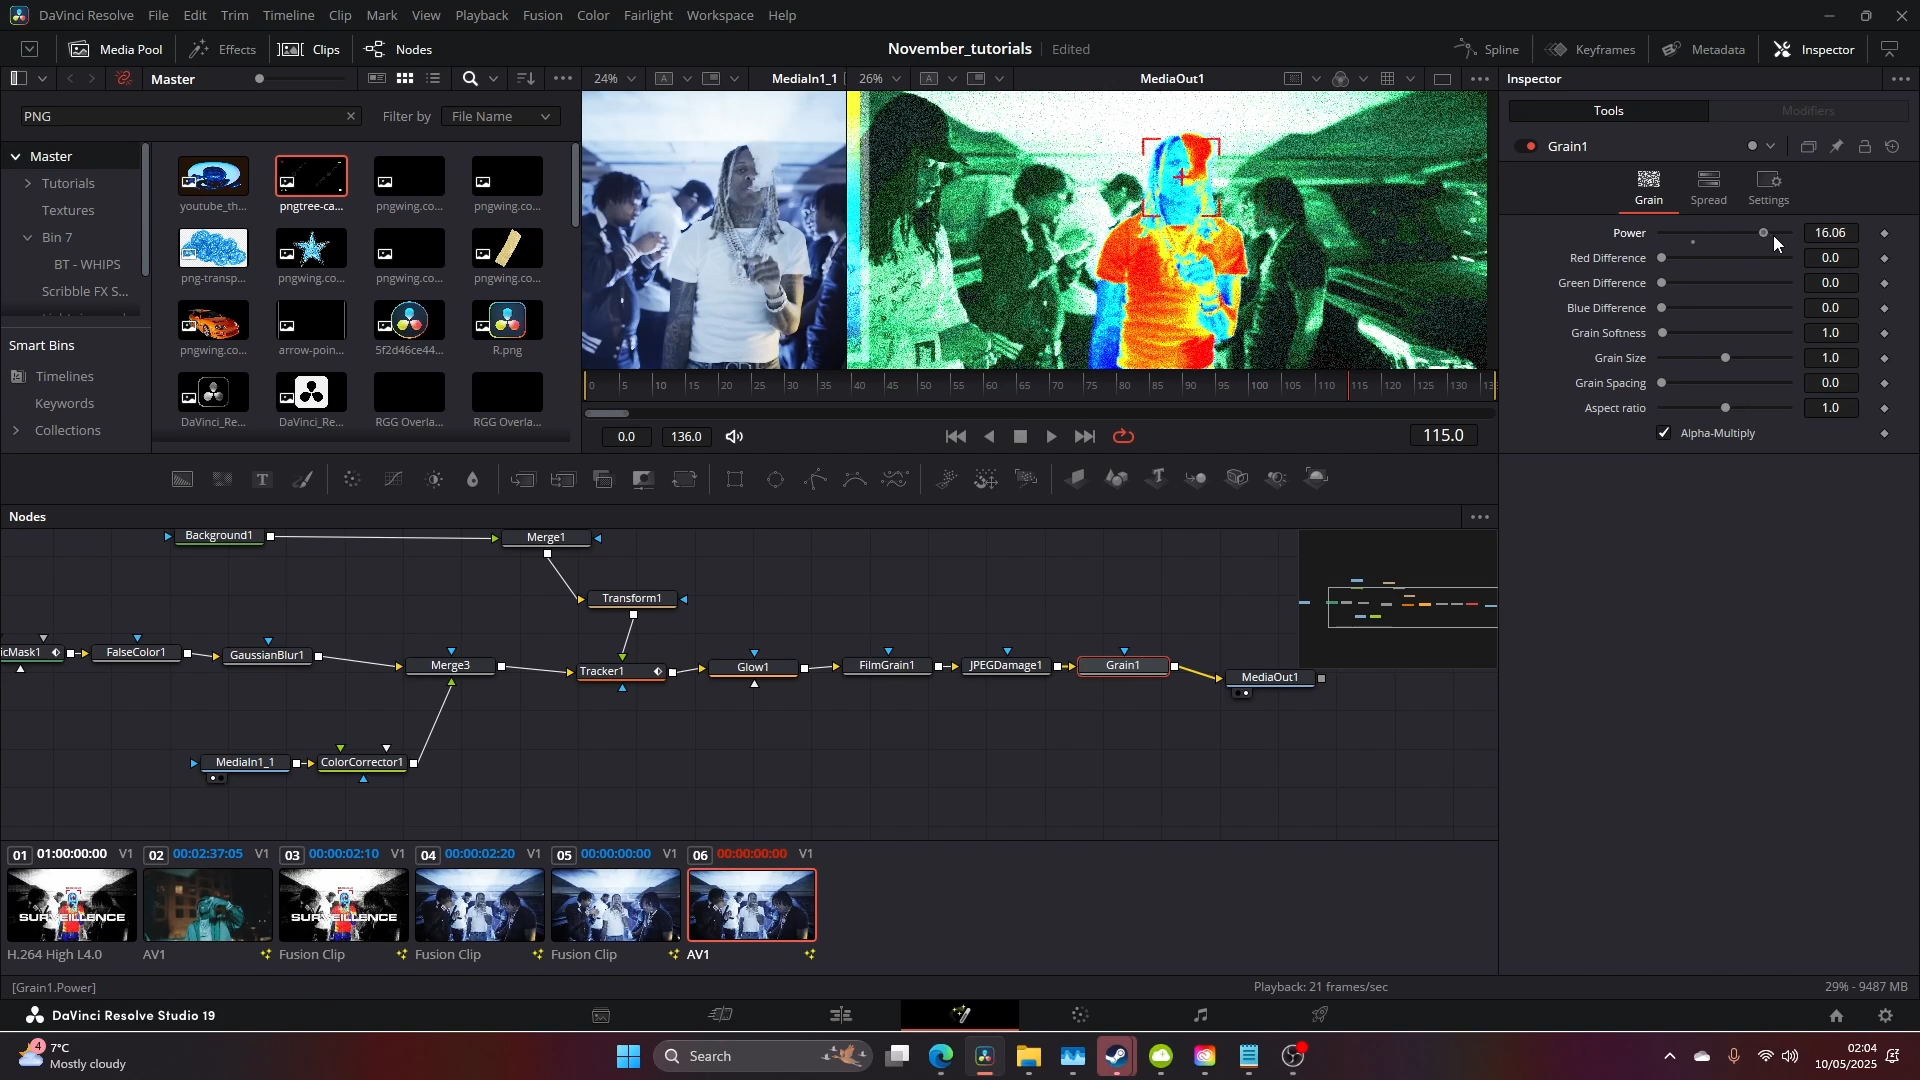 DaVinci Resolve File Edit Trim Timeline Clip Mark View Playback Fusion Color Fairlight Workspace Help
Media Pool Effects Clips Nodes November_tutorials Edited Spline Keyframes Metadata Inspector
Master 24% A MediaIn1_1 26% A MediaOut1 Inspector
PNG Filter by File Name
Tools Modifiers
Master
Tutorials
Textures
Bin 7
BT - WHIPS
Scribble FX S...
Smart Bins
Timelines
Keywords
Collections
youtube_th... pngtree-ca... pngwing.co... pngwing.co...
png-transp... pngwing.co... pngwing.co... pngwing.co...
pngwing.co... arrow-poin... 5f2d46ce44... R.png
DaVinci_Re... DaVinci_Re... RGG Overla... RGG Overla...
0 5 10 15 20 25 30 35 40 45 50 55 60 65 70 75 80 85 90 95 100 105 110 115 120 125 130
0.0 136.0 115.0
Grain1
Grain Spread Settings
Power 16.06
Red Difference 0.0
Green Difference 0.0
Blue Difference 0.0
Grain Softness 1.0
Grain Size 1.0
Grain Spacing 0.0
Aspect ratio 1.0
Alpha-Multiply
Nodes
Background1 Merge1
Transform1
icMask1 FalseColor1 GaussianBlur1 Merge3 Tracker1 Glow1 FilmGrain1 JPEGDamage1 Grain1 MediaOut1
MediaIn1_1 ColorCorrector1
01 01:00:00:00 V1 02 00:02:37:05 V1 03 00:00:02:10 V1 04 00:00:02:20 V1 05 00:00:00:00 V1 06 00:00:00:00 V1
SURVEILLENCE SURVEILLENCE
H.264 High L4.0 AV1 Fusion Clip Fusion Clip Fusion Clip AV1
[Grain1.Power] Playback: 21 frames/sec 29% - 9487 MB
DaVinci Resolve Studio 19
4 7°C
Mostly cloudy
Search
02:04
10/05/2025